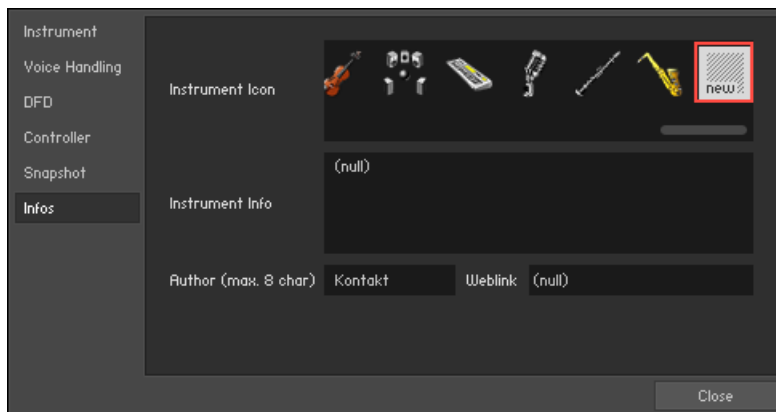 Instrument
Voice Handling
DFD
Controller
Snapshot
Infos
Instrument Icon
new
Instrument Info
(null)
Author (max. 8 char) Kontakt Weblink (null)
Close